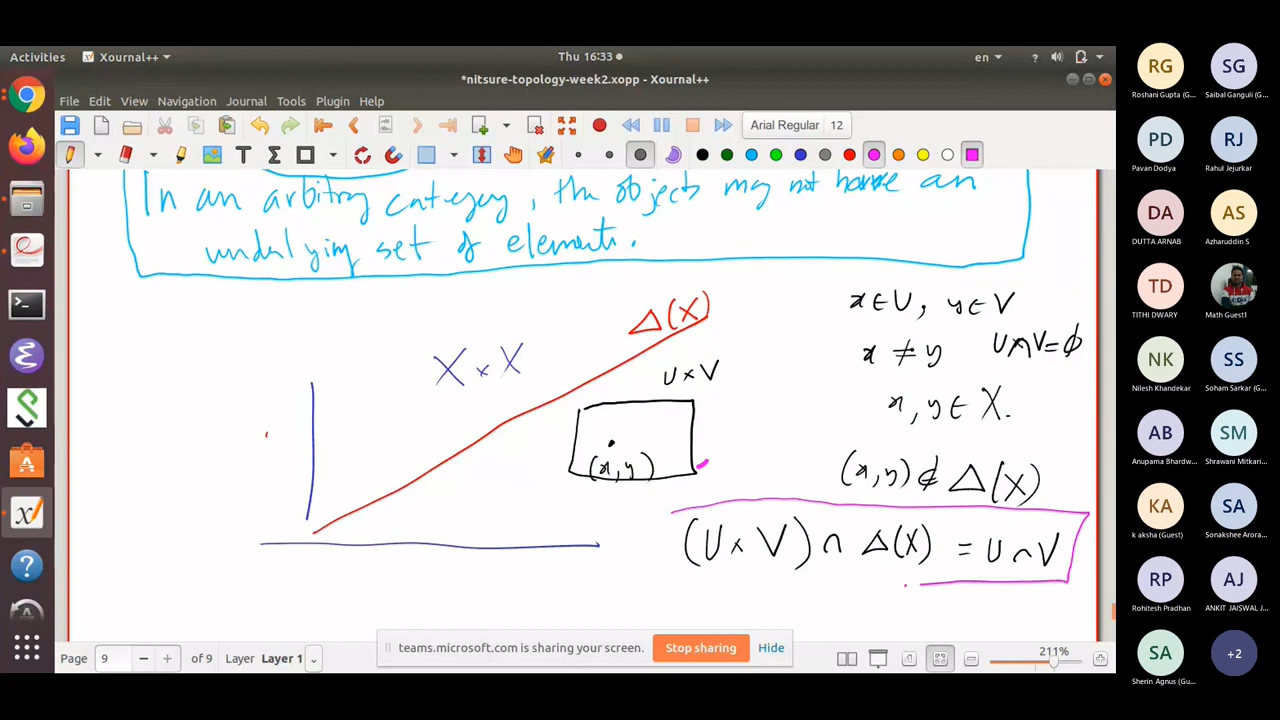 Activities Xournal++ Thu 16:33 en ?
*nitsure-topology-week2.xopp - Xournal++
File Edit View Navigation Journal Tools Plugin Help
Arial Regular 12
In an arbitrary category, the objects may not have an
underlying set of elements.
Δ(X)
X × X
U × V
(x, y)
x ∈ U, y ∈ V
x ≠ y U ∩ V = ϕ
x, y ∈ X.
(x, y) ∉ Δ(X)
(U × V) ∩ Δ(X) = U ∩ V
teams.microsoft.com is sharing your screen. Stop sharing Hide
Page 9 of 9 Layer Layer 1 211%
RG SG
Roshani Gupta (G... Saibal Ganguli (G...
PD RJ
Pavan Dodya Rahul Jejurkar
DA AS
DUTTA ARNAB Azharuddin S
TD
TITHI DWARY Math Guest1
NK SS
Nilesh Khandekar Soham Sarkar (G...
AB SM
Anupama Bhardw... Shrawani Mitkari...
KA SA
k aksha (Guest) Sonakshee Arora...
RP AJ
Rohitesh Pradhan ANKIT JAISWAL J...
SA +2
Sherin Agnus (Gu...